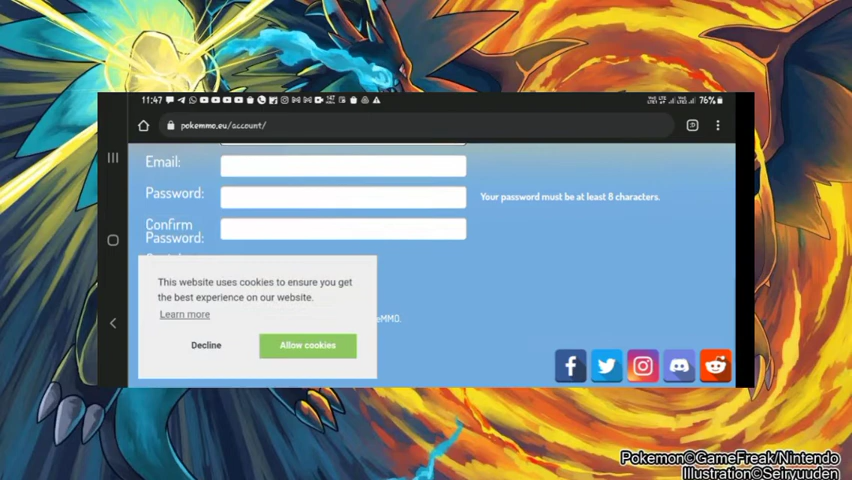 11:47
76%
pokemmo.eu/account/
Email:
Password:
Your password must be at least 8 characters.
Confirm
Password:
This website uses cookies to ensure you get
the best experience on our website.
Learn more
eMMO.
Decline
Allow cookies
Pokemon©GameFreak/Nintendo
Illustration©Seiryuuden